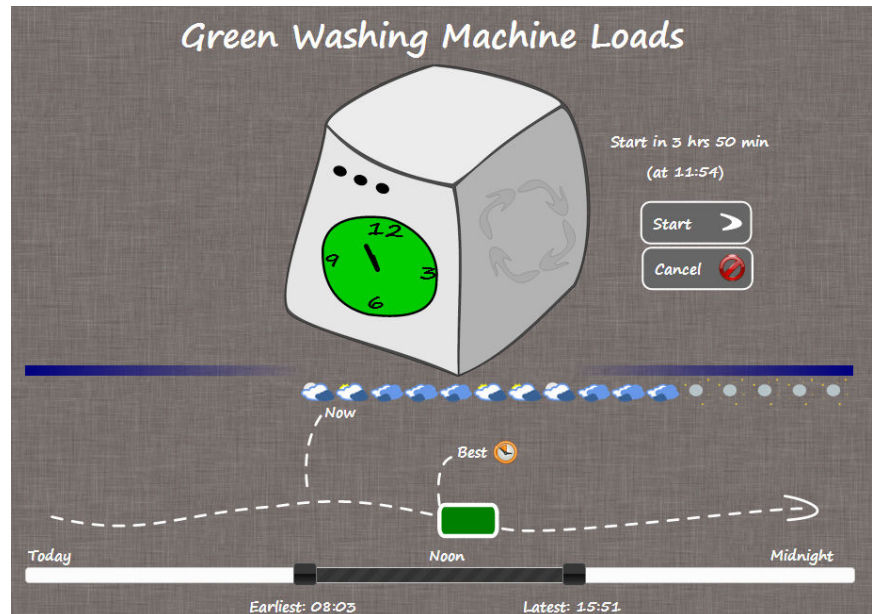 Green Washing Machine Loads
Start in 3 hrs 50 min
(at 11:54)
Start
Cancel
12
9
3
6
Now
Best
Today
Noon
Midnight
Earliest: 08:03
Latest: 15:51